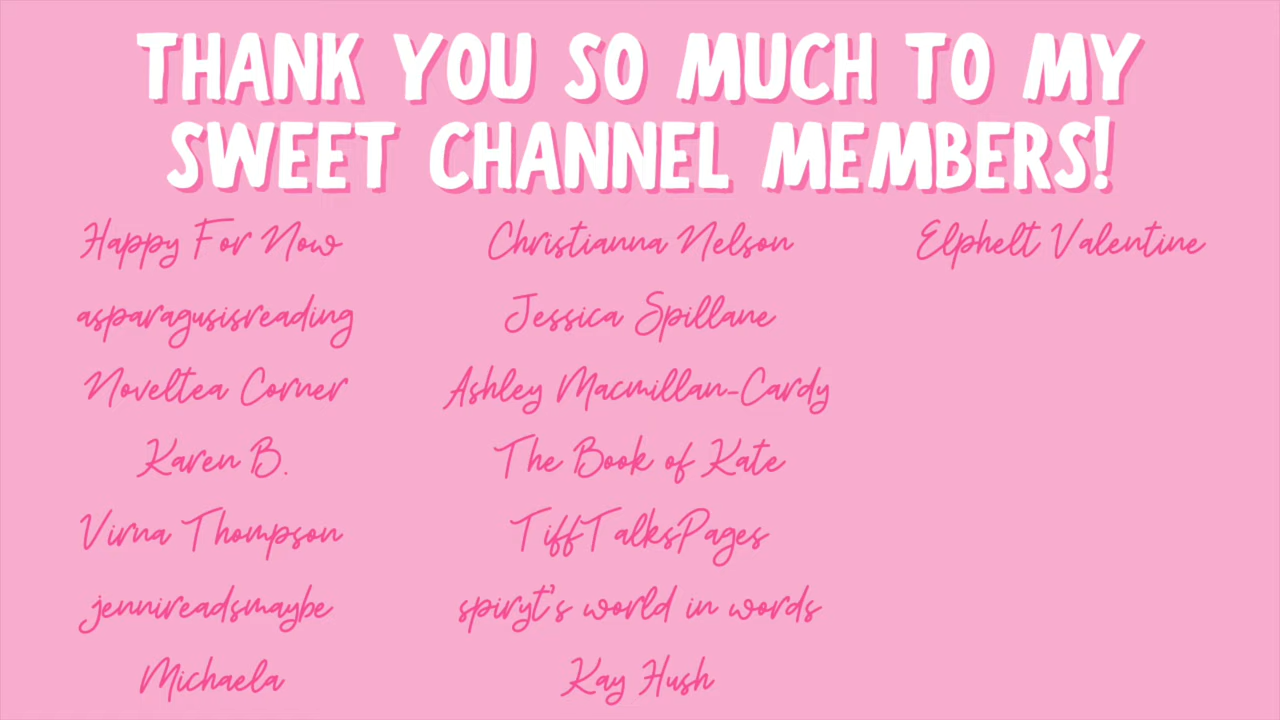 THANK YOU SO MUCH TO MY
SWEET CHANNEL MEMBERS!
Happy For Now
asparagusisreading
Noveltea Corner
Karen B.
Virna Thompson
jennireadsmaybe
Michaela
Christianna Nelson
Jessica Spillane
Ashley Macmillan-Cardy
The Book of Kate
TiffTalksPages
spiryt's world in words
Kay Hush
Elphelt Valentine